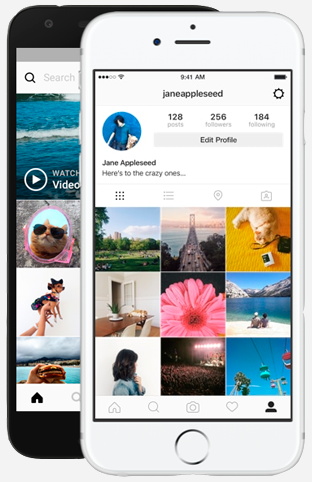 Search
WATCH
Video
9:41 AM
janeappleseed
128 256 184
posts followers following
Edit Profile
Jane Appleseed
Here's to the crazy ones...